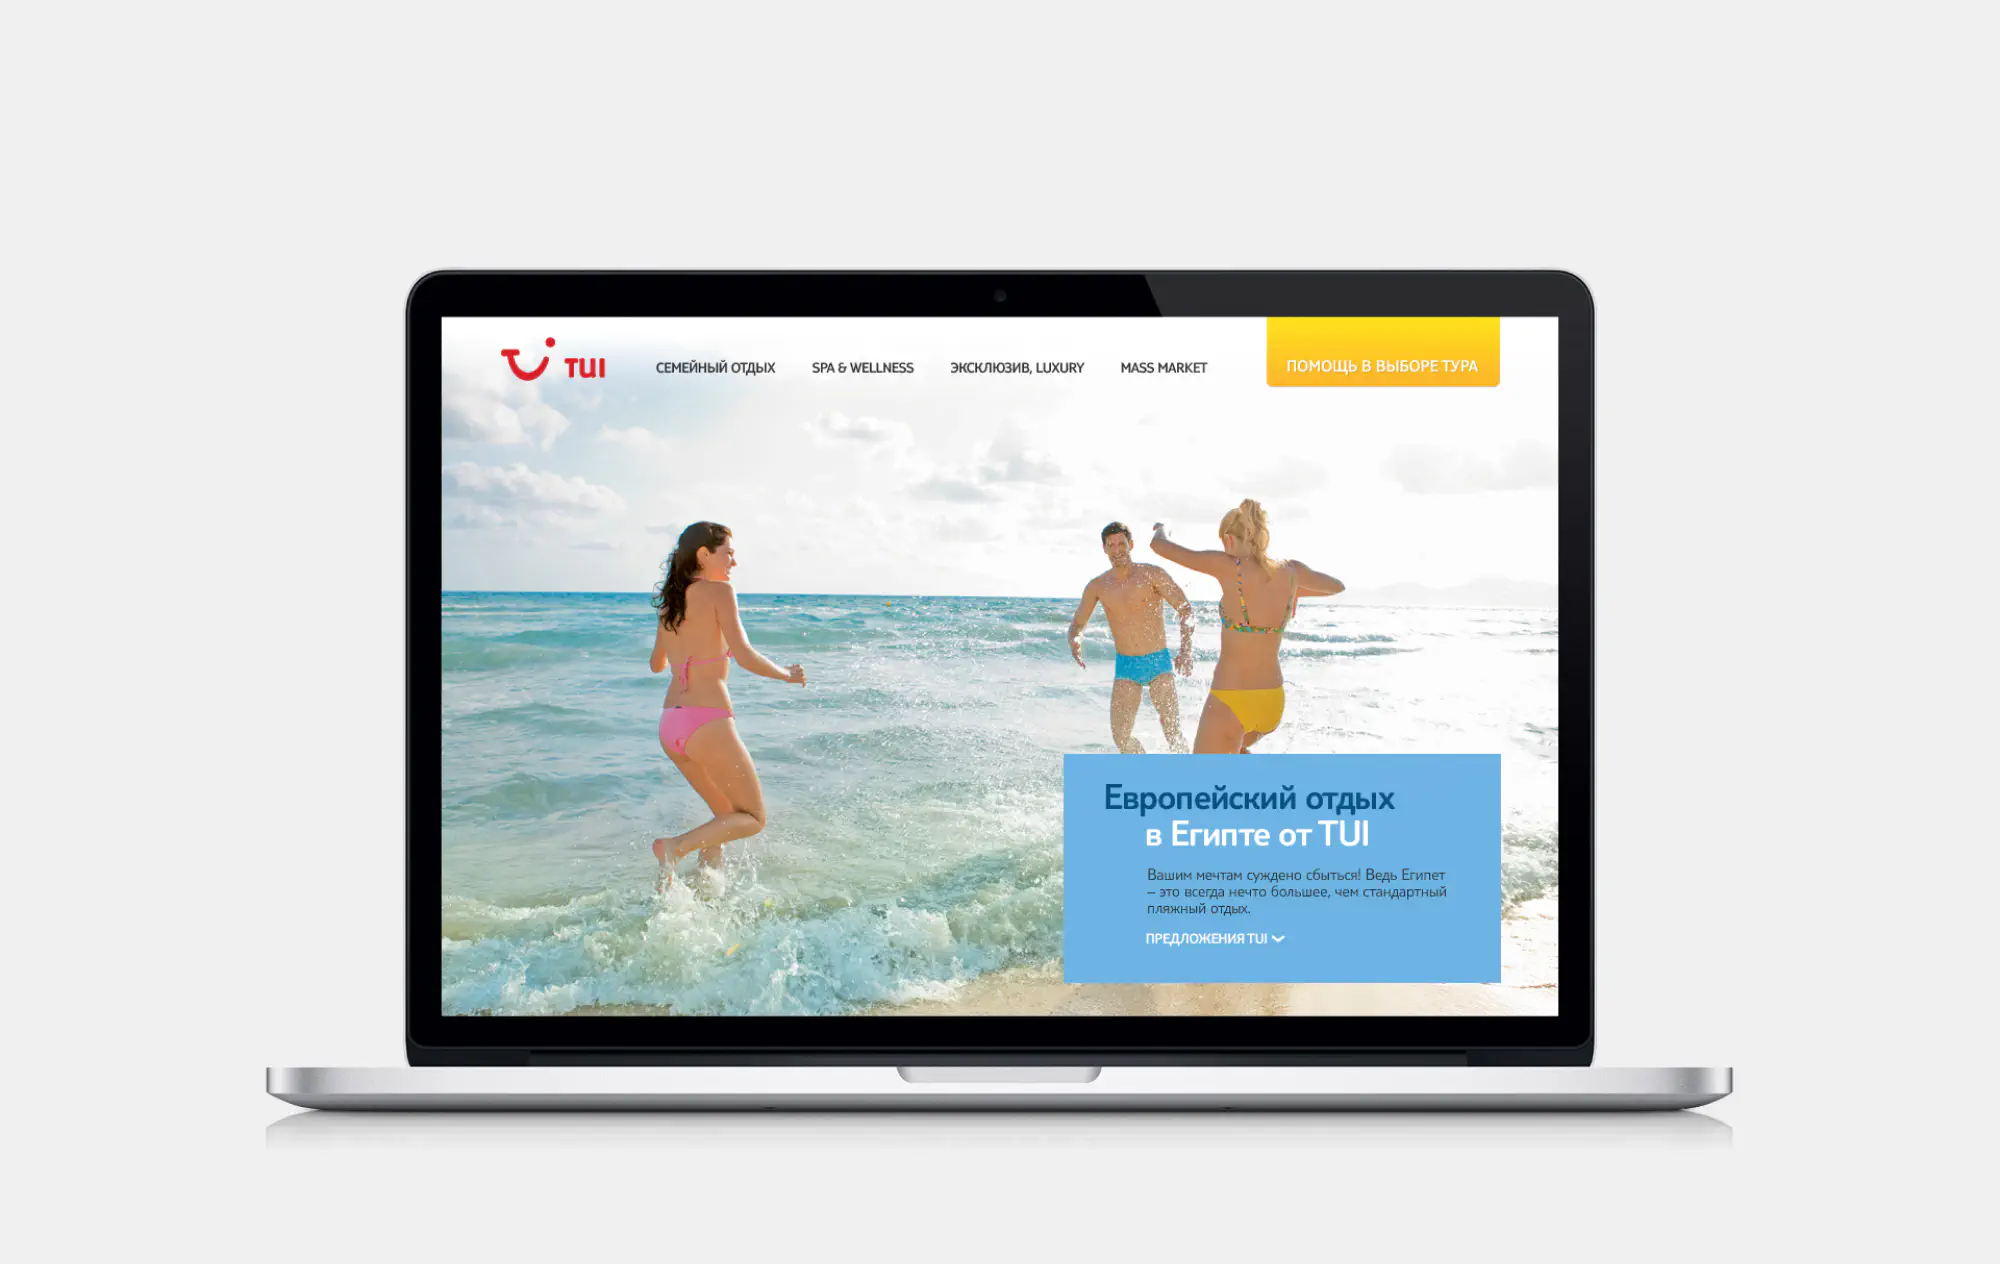 TUI
СЕМЕЙНЫЙ ОТДЫХ
SPA & WELLNESS
ЭКСКЛЮЗИВ, LUXURY
MASS MARKET
ПОМОЩЬ В ВЫБОРЕ ТУРА
Европейский отдых
в Египте от TUI
Вашим мечтам суждено сбыться! Ведь Египет
– это всегда нечто большее, чем стандартный
пляжный отдых.
ПРЕДЛОЖЕНИЯ TUI